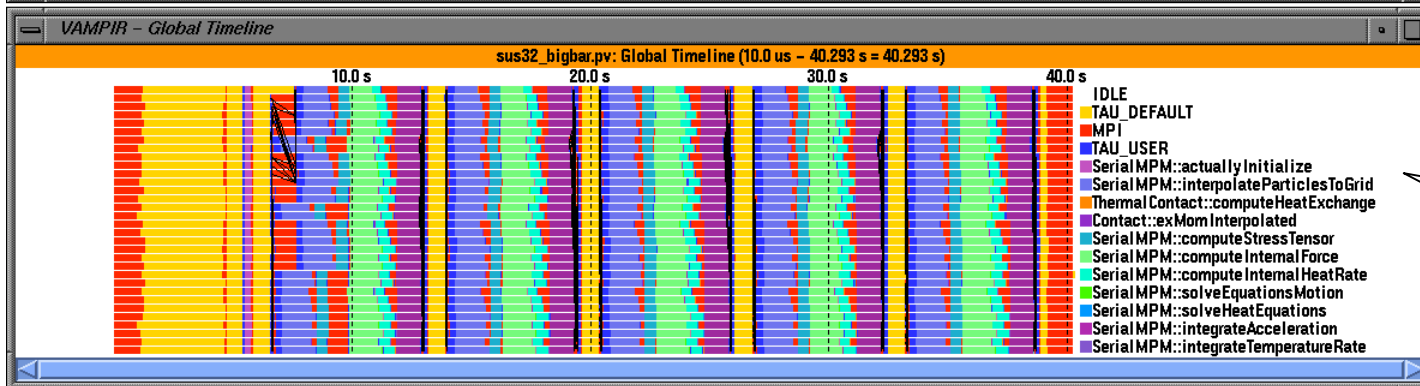 VAMPIR – Global Timeline
sus32_bigbar.pv: Global Timeline (10.0 us – 40.293 s = 40.293 s)
10.0 s 20.0 s 30.0 s 40.0 s
IDLE
TAU_DEFAULT
MPI
TAU_USER
SerialMPM::actuallyInitialize
SerialMPM::interpolateParticlesToGrid
ThermalContact::computeHeatExchange
Contact::exMomInterpolated
SerialMPM::computeStressTensor
SerialMPM::computeInternalForce
SerialMPM::computeInternalHeatRate
SerialMPM::solveEquationsMotion
SerialMPM::solveHeatEquations
SerialMPM::integrateAcceleration
SerialMPM::integrateTemperatureRate